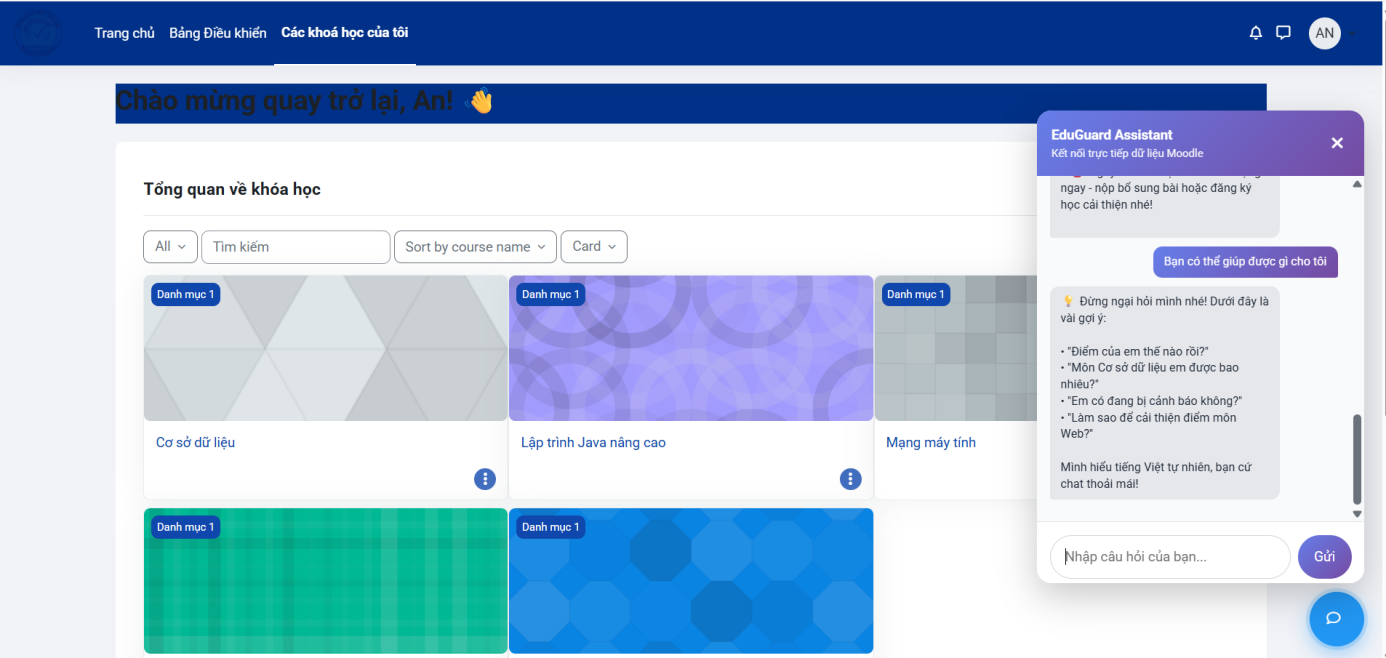 Trang chủ Bảng Điều khiển Các khoá học của tôi AN
Chào mừng quay trở lại, An! 👋
Tổng quan về khóa học
All Tìm kiếm Sort by course name Card
Danh mục 1
Cơ sở dữ liệu
Danh mục 1
Lập trình Java nâng cao
Danh mục 1
Mạng máy tính
Danh mục 1
Danh mục 1
EduGuard Assistant
Kết nối trực tiếp dữ liệu Moodle
ngay - nộp bổ sung bài hoặc đăng ký
học cải thiện nhé!
Bạn có thể giúp được gì cho tôi
💡 Đừng ngại hỏi mình nhé! Dưới đây là
vài gợi ý:
• "Điểm của em thế nào rồi?"
• "Môn Cơ sở dữ liệu em được bao
nhiêu?"
• "Em có đang bị cảnh báo không?"
• "Làm sao để cải thiện điểm môn
Web?"
Mình hiểu tiếng Việt tự nhiên, bạn cứ
chat thoải mái!
Nhập câu hỏi của bạn...
Gửi